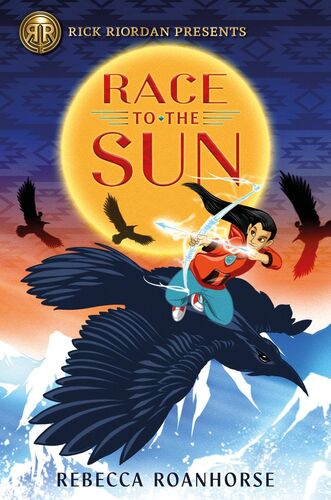 RICK RIORDAN PRESENTS
RACE
TO THE
SUN
REBECCA ROANHORSE